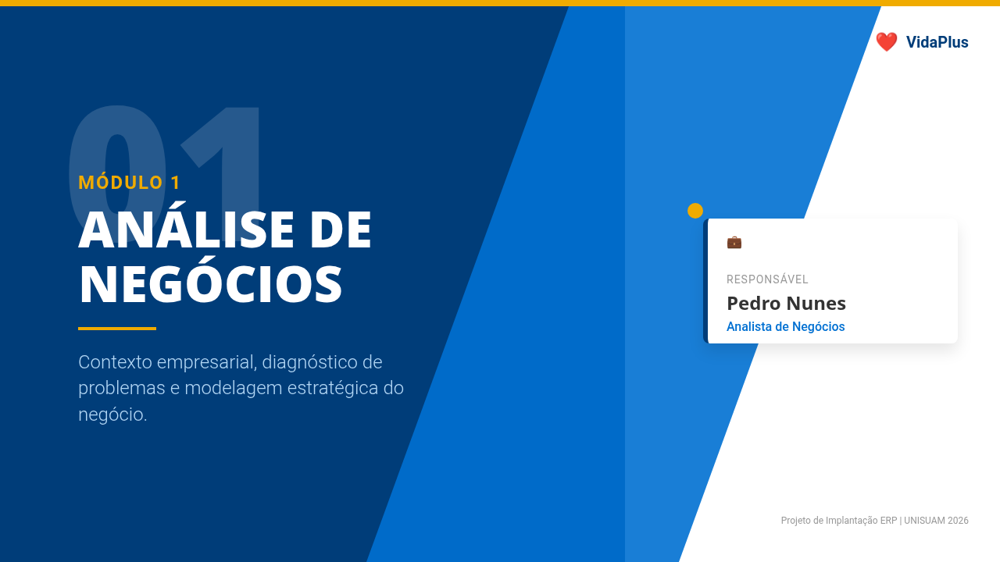 VidaPlus
01
MÓDULO 1
ANÁLISE DE
NEGÓCIOS
Contexto empresarial, diagnóstico de
problemas e modelagem estratégica do
negócio.
RESPONSÁVEL
Pedro Nunes
Analista de Negócios
Projeto de Implantação ERP | UNISUAM 2026